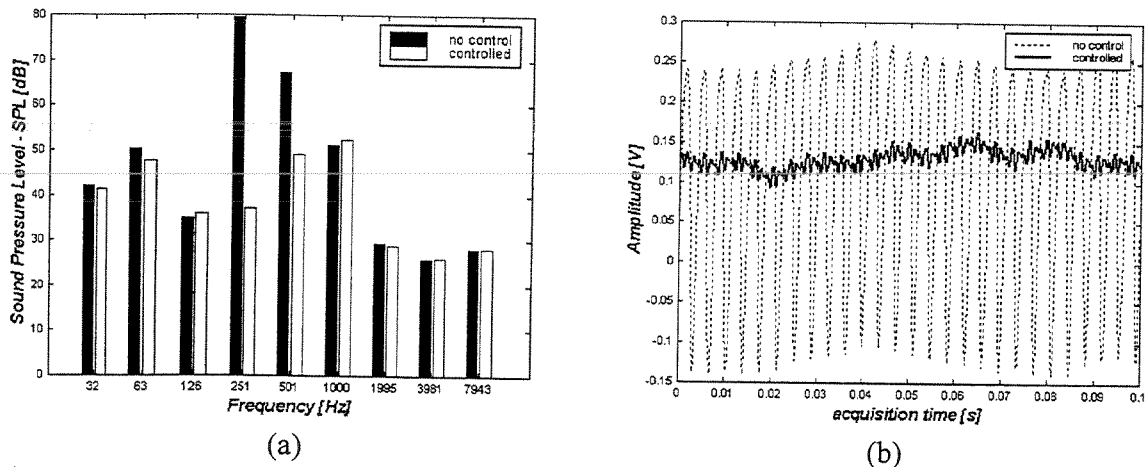 80
70
60
50
40
30
20
10
0
Sound Pressure Level - SPL [dB]
no control
controlled
32 63 126 251 501 1000 1995 3981 7943
Frequency [Hz]
(a)
0.3
0.25
0.2
0.15
0.1
0.05
0
-0.05
-0.1
-0.15
Amplitude [V]
no control
controlled
0 0.01 0.02 0.03 0.04 0.05 0.06 0.07 0.08 0.09 0.1
acquisition time [s]
(b)